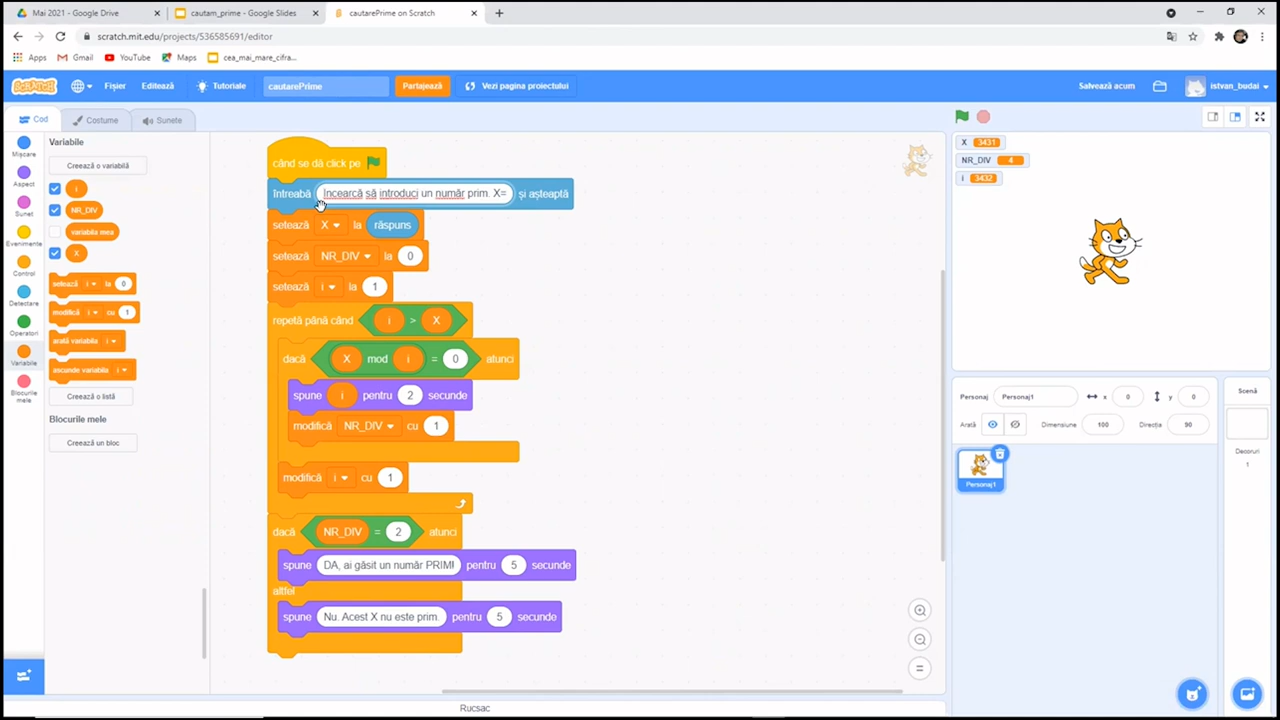 Mai 2021 - Google Drive
cautam_prime - Google Slides
cautarePrime on Scratch
scratch.mit.edu/projects/536585691/editor
Apps
Gmail
YouTube
Maps
cea_mai_mare_cifra...
SCRATCH
Fișier
Editează
Tutoriale
cautarePrime
Partajează
Vezi pagina proiectului
Salvează acum
istvan_budai
Cod
Costume
Sunete
Mișcare
Aspect
Sunet
Evenimente
Control
Detectare
Operatori
Variabile
Blocurile mele
Variabile
Creează o variabilă
i
NR_DIV
variabila mea
X
setează i la 0
modifică i cu 1
arată variabila i
ascunde variabila i
Creează o listă
Blocurile mele
Creează un bloc
când se dă click pe
întreabă Încearcă să introduci un număr prim. X= și așteaptă
setează X la răspuns
setează NR_DIV la 0
setează i la 1
repetă până când i > X
dacă X mod i = 0 atunci
spune i pentru 2 secunde
modifică NR_DIV cu 1
modifică i cu 1
dacă NR_DIV = 2 atunci
spune DA, ai găsit un număr PRIM! pentru 5 secunde
altfel
spune Nu. Acest X nu este prim. pentru 5 secunde
X 3431
NR_DIV 4
i 3432
Personaj Personaj1 x 0 y 0
Arată Dimensiune 100 Direcția 90
Personaj1
Scenă
Decoruri
1
Rucsac